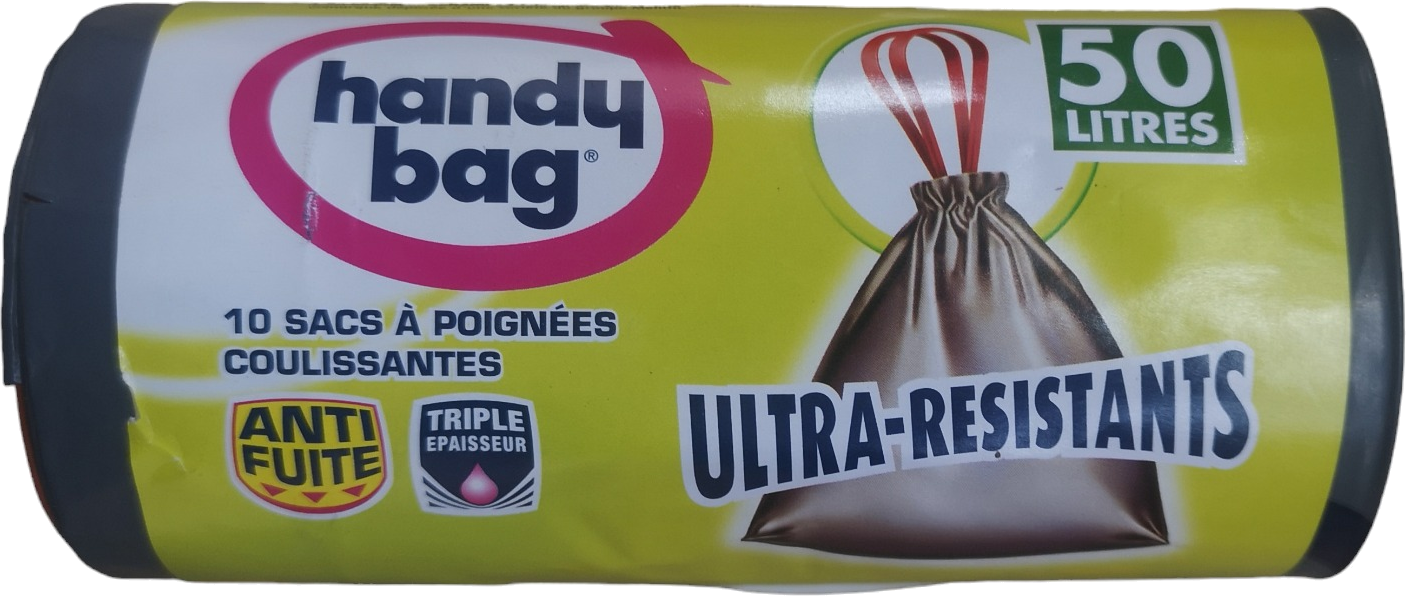 handy
bag®
50
LITRES
10 SACS À POIGNÉES
COULISSANTES
ANTI
FUITE
TRIPLE
EPAISSEUR
ULTRA-RESISTANTS